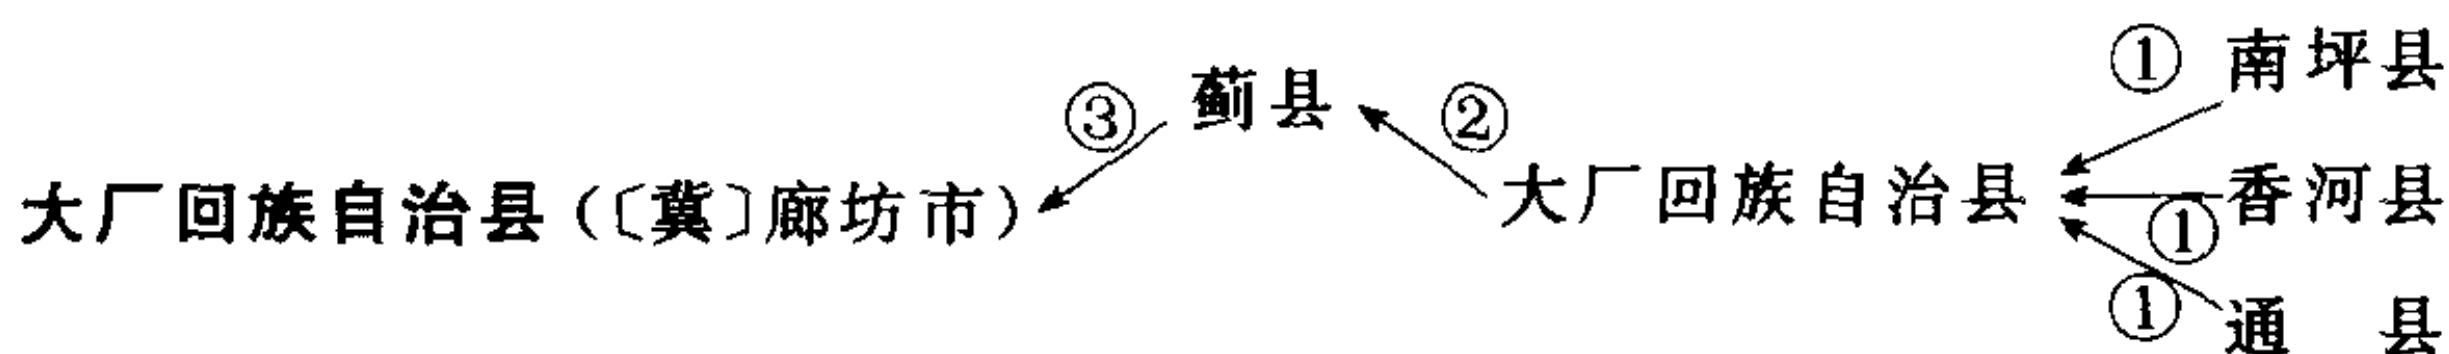 ① 南坪县
③ 蓟县 ②
大厂回族自治县(〔冀〕廊坊市) 大厂回族自治县 香河县
①
① 通 县